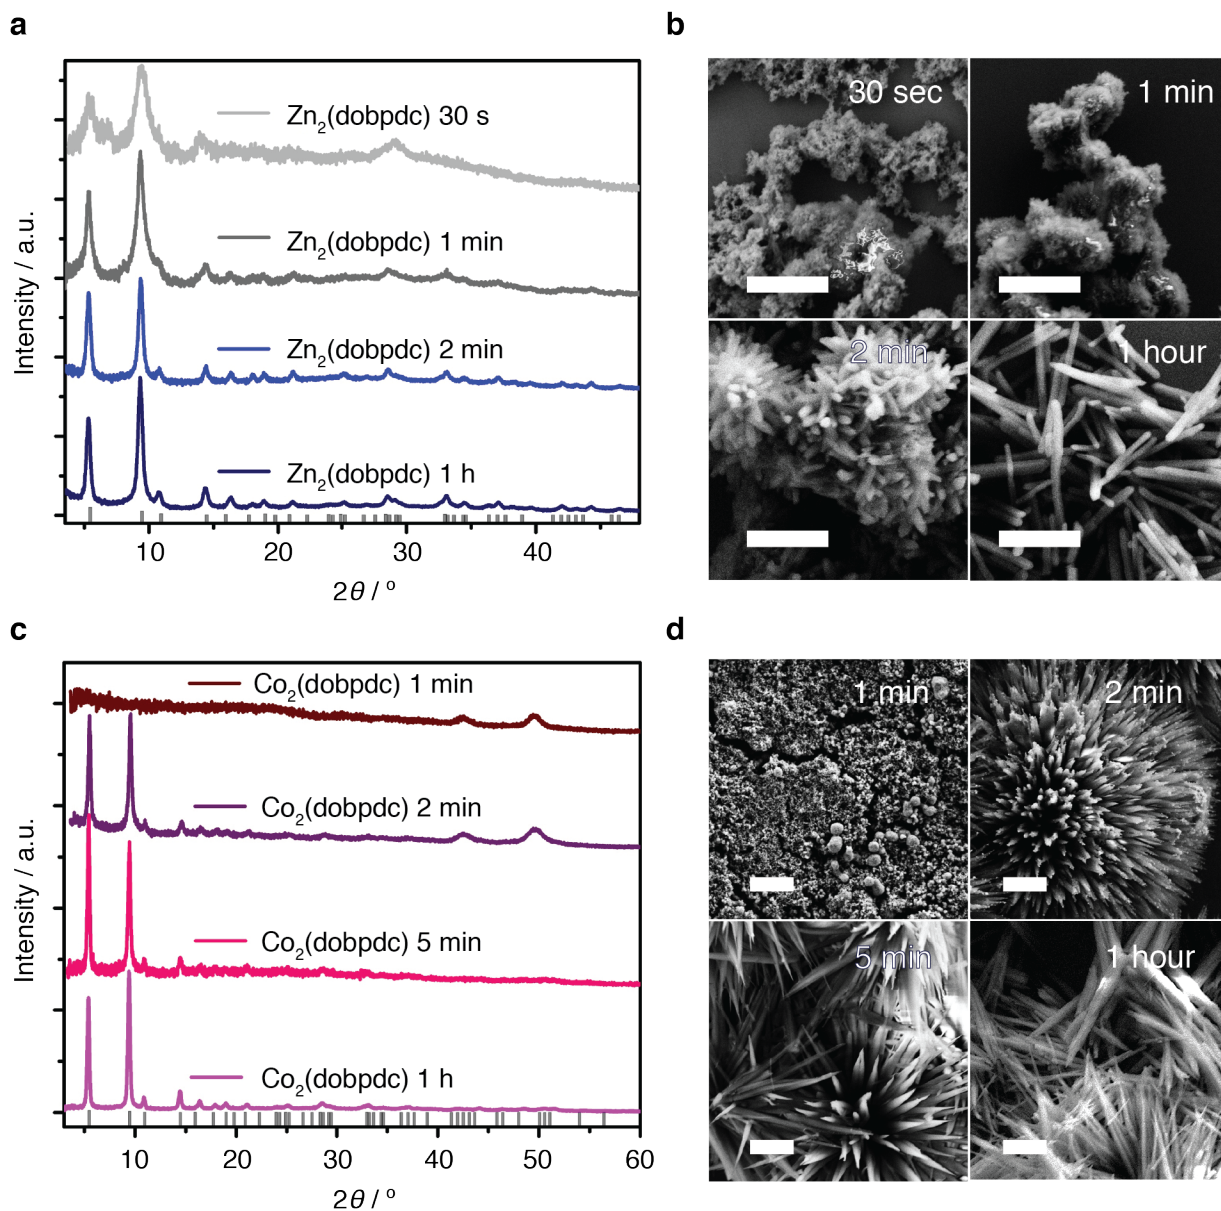 a
Intensity / a.u.
Zn2(dobpdc) 30 s
Zn2(dobpdc) 1 min
Zn2(dobpdc) 2 min
Zn2(dobpdc) 1 h
10 20 30 40
2θ / °
b
30 sec
1 min
2 min
1 hour
c
Intensity / a.u.
Co2(dobpdc) 1 min
Co2(dobpdc) 2 min
Co2(dobpdc) 5 min
Co2(dobpdc) 1 h
10 20 30 40 50 60
2θ / °
d
1 min
2 min
5 min
1 hour